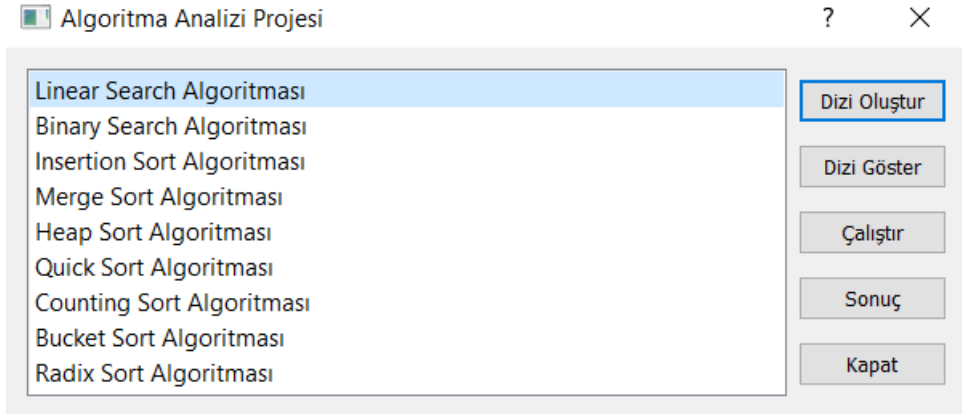 Algoritma Analizi Projesi
?
Linear Search Algoritması
Binary Search Algoritması
Insertion Sort Algoritması
Merge Sort Algoritması
Heap Sort Algoritması
Quick Sort Algoritması
Counting Sort Algoritması
Bucket Sort Algoritması
Radix Sort Algoritması
Dizi Oluştur
Dizi Göster
Çalıştır
Sonuç
Kapat